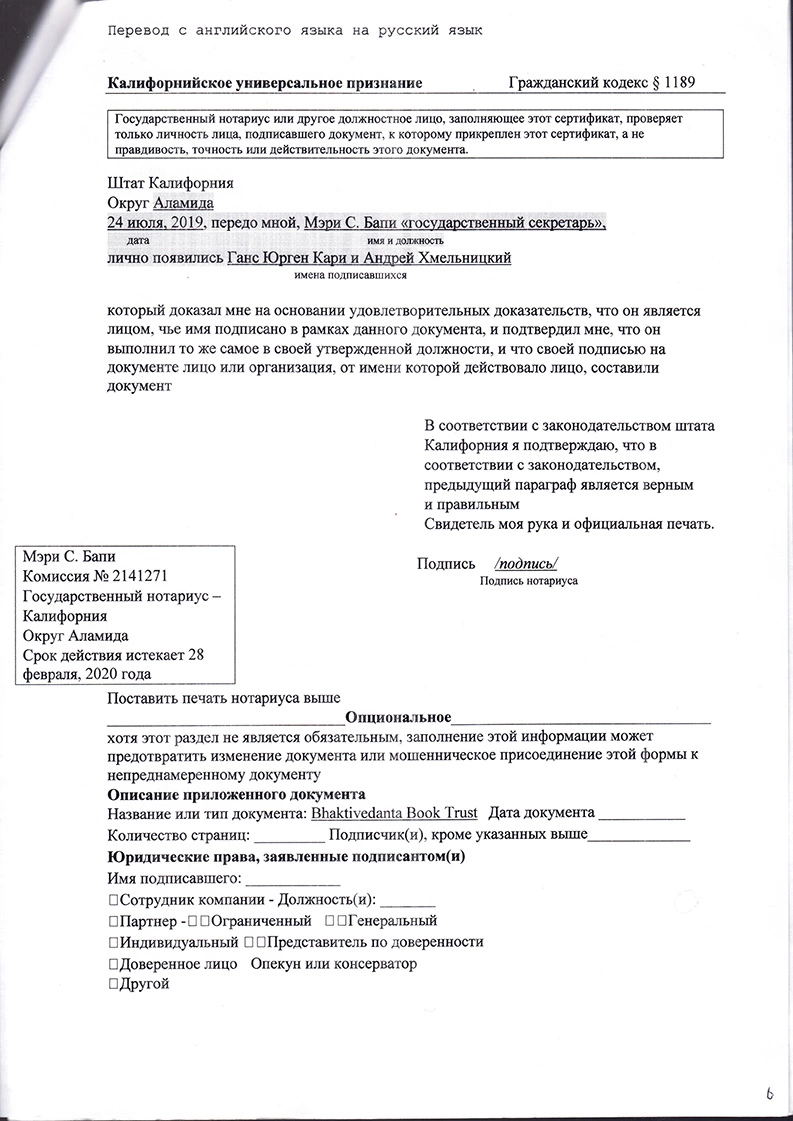 Перевод с английского языка на русский язык
Калифорнийское универсальное признание Гражданский кодекс § 1189
Государственный нотариус или другое должностное лицо, заполняющее этот сертификат, проверяет
только личность лица, подписавшего документ, к которому прикреплен этот сертификат, а не
правдивость, точность или действительность этого документа.
Штат Калифорния
Округ Аламида
24 июля, 2019, передо мной, Мэри С. Бапи «государственный секретарь»,
дата имя и должность
лично появились Ганс Юрген Кари и Андрей Хмельницкий
имена подписавшихся
который доказал мне на основании удовлетворительных доказательств, что он является
лицом, чье имя подписано в рамках данного документа, и подтвердил мне, что он
выполнил то же самое в своей утвержденной должности, и что своей подписью на
документе лицо или организация, от имени которой действовало лицо, составили
документ
В соответствии с законодательством штата
Калифорния я подтверждаю, что в
соответствии с законодательством,
предыдущий параграф является верным
и правильным
Свидетель моя рука и официальная печать.
Подпись /подпись/
Подпись нотариуса
Мэри С. Бапи
Комиссия № 2141271
Государственный нотариус –
Калифорния
Округ Аламида
Срок действия истекает 28
февраля, 2020 года
Поставить печать нотариуса выше
Опциональное
хотя этот раздел не является обязательным, заполнение этой информации может
предотвратить изменение документа или мошенническое присоединение этой формы к
непреднамеренному документу
Описание приложенного документа
Название или тип документа: Bhaktivedanta Book Trust Дата документа ____________
Количество страниц: __________ Подписчик(и), кроме указанных выше______________
Юридические права, заявленные подписантом(и)
Имя подписавшего: _____________
□Сотрудник компании - Должность(и): ________
□Партнер -□□Ограниченный □□Генеральный
□Индивидуальный □□Представитель по доверенности
□Доверенное лицо Опекун или консерватор
□Другой
6